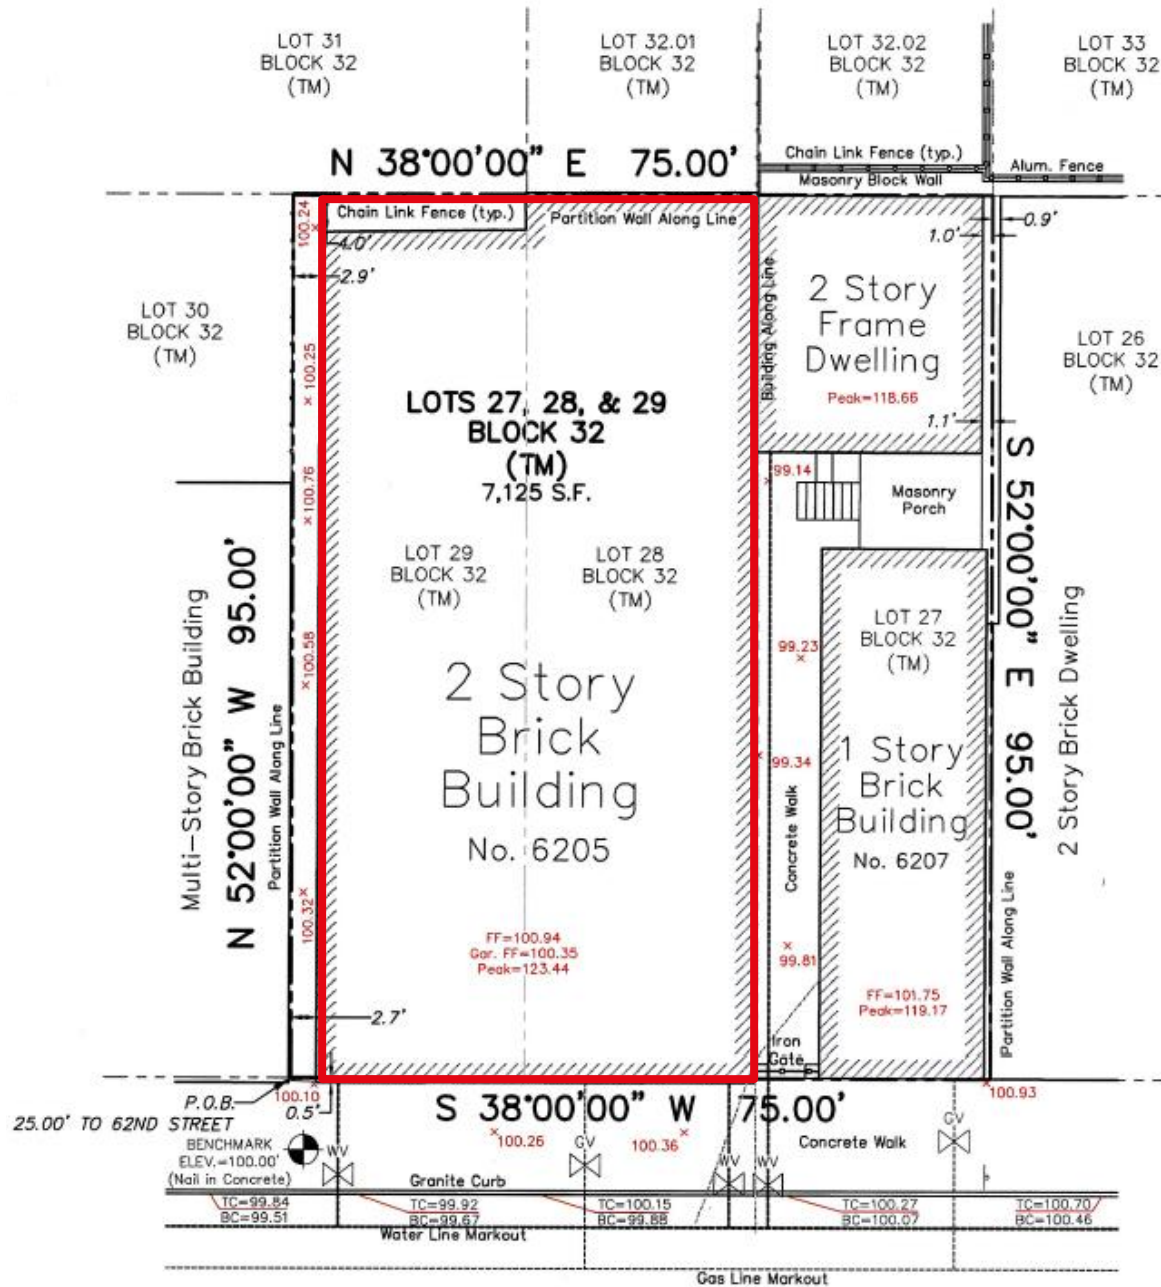 LOT 31
BLOCK 32
(TM)
LOT 32.01
BLOCK 32
(TM)
LOT 32.02
BLOCK 32
(TM)
LOT 33
BLOCK 32
(TM)
N 38°00'00" E 75.00'
Chain Link Fence (typ.)
Masonry Block Wall
Alum. Fence
100.24
Chain Link Fence (typ.)
Partition Wall Along Line
4.0'
2.9'
0.9'
1.0'
Building Along Line
2 Story
Frame
Dwelling
Peak=118.66
1.1'
LOT 30
BLOCK 32
(TM)
LOT 26
BLOCK 32
(TM)
100.25
LOTS 27, 28, & 29
BLOCK 32
(TM)
7,125 S.F.
100.76
99.14
Masonry
Porch
S 52°00'00" E 95.00'
LOT 29
BLOCK 32
(TM)
LOT 28
BLOCK 32
(TM)
LOT 27
BLOCK 32
(TM)
Multi-Story Brick Building
N 52°00'00" W 95.00'
Partition Wall Along Line
100.58
99.23
2 Story Brick Dwelling
2 Story
Brick
Building
No. 6205
99.34
Concrete Walk
1 Story
Brick
Building
No. 6207
100.32
FF=100.94
Gar. FF=100.35
Peak=123.44
99.81
FF=101.75
Peak=119.17
Partition Wall Along Line
2.7'
Iron
Gate
P.O.B.
100.10
0.5'
S 38°00'00" W 75.00'
100.93
25.00' TO 62ND STREET
BENCHMARK
ELEV.=100.00'
(Nail in Concrete)
100.26
100.36
GV
GV
Concrete Walk
WV
WV
WV
Granite Curb
TC=99.84
BC=99.51
TC=99.92
BC=99.67
TC=100.15
BC=99.88
TC=100.27
BC=100.07
TC=100.70
BC=100.46
Water Line Markout
Gas Line Markout